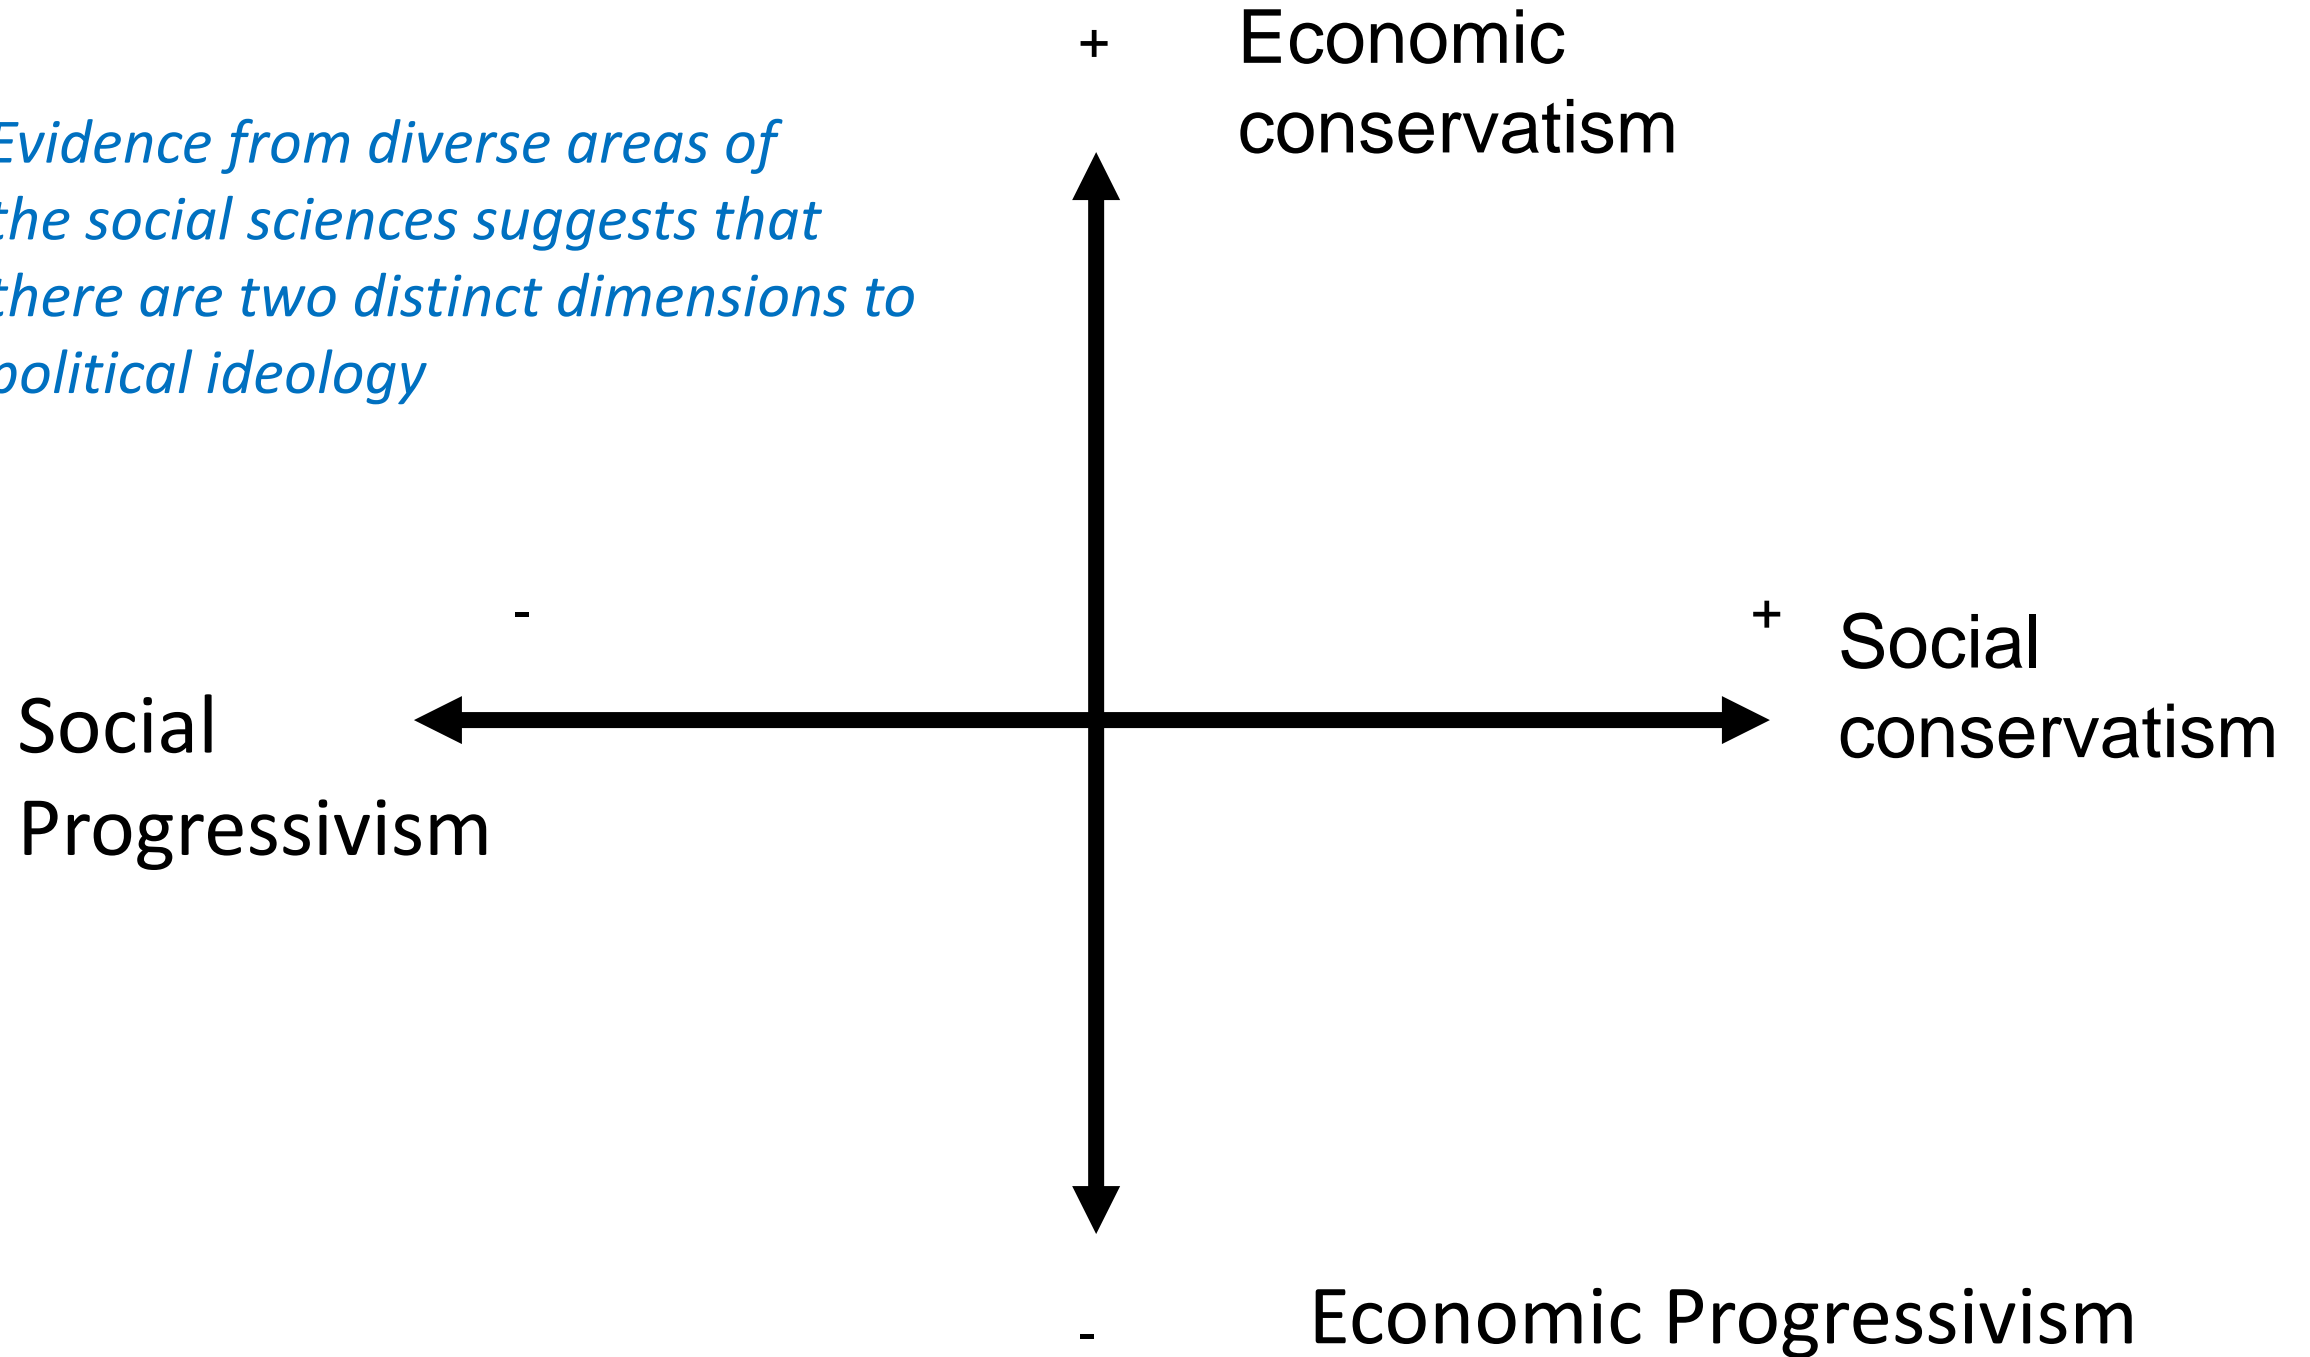 + Economic
conservatism
Evidence from diverse areas of
the social sciences suggests that
there are two distinct dimensions to
political ideology
- +
Social
conservatism
Social
Progressivism
- Economic Progressivism